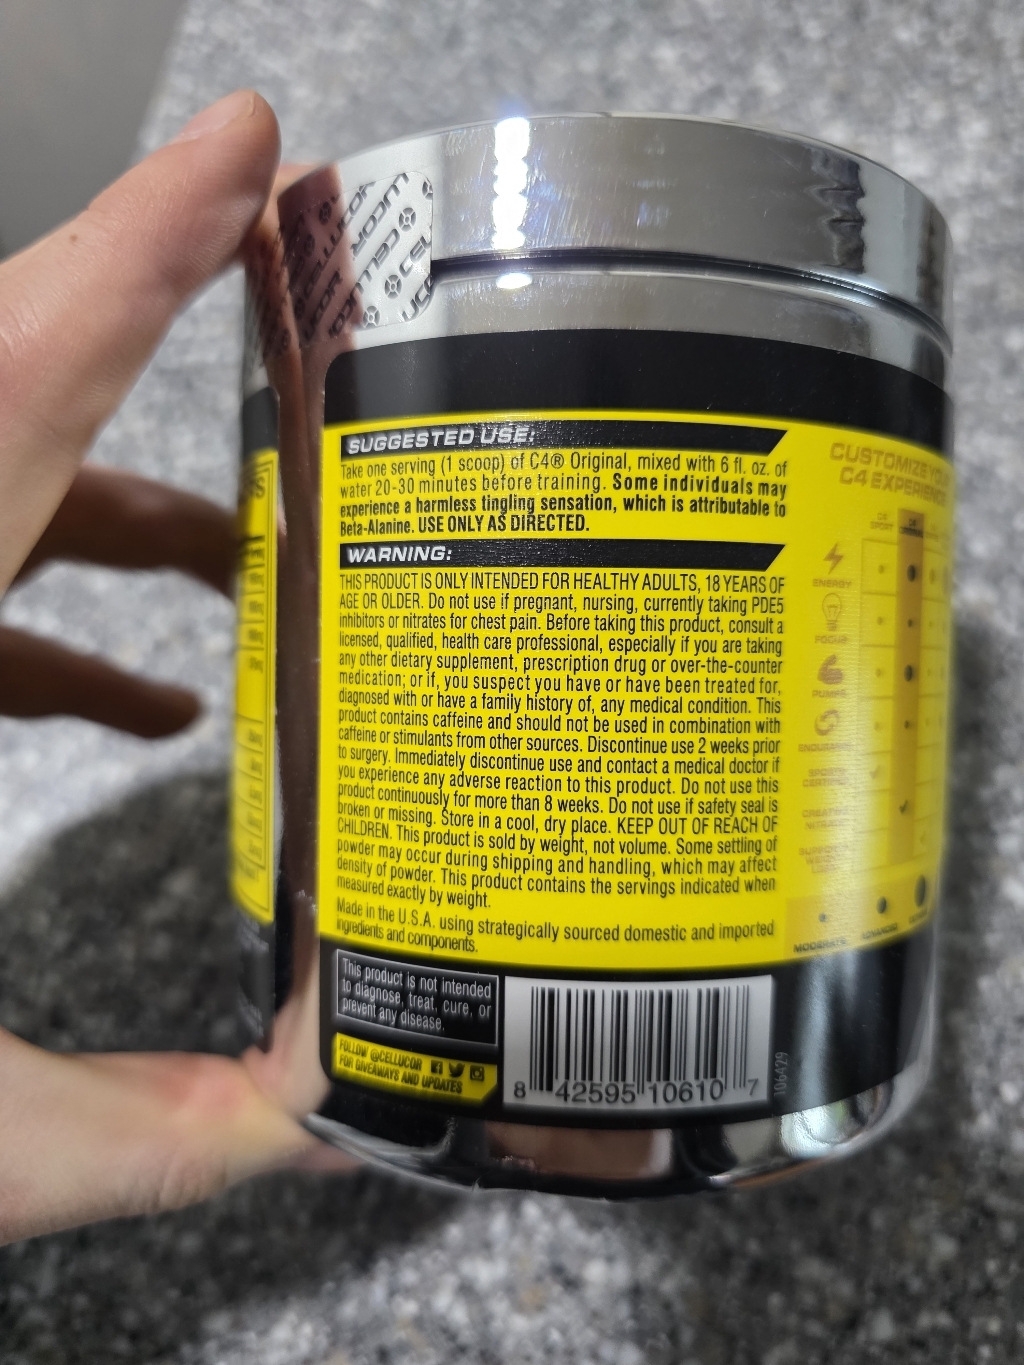 CELLUCOR
SUGGESTED USE:
Take one serving (1 scoop) of C4® Original, mixed with 6 fl. oz. of
water 20-30 minutes before training. Some individuals may
experience a harmless tingling sensation, which is attributable to
Beta-Alanine. USE ONLY AS DIRECTED.
WARNING:
THIS PRODUCT IS ONLY INTENDED FOR HEALTHY ADULTS, 18 YEARS OF
AGE OR OLDER. Do not use if pregnant, nursing, currently taking PDE5
inhibitors or nitrates for chest pain. Before taking this product, consult a
licensed, qualified, health care professional, especially if you are taking
any other dietary supplement, prescription drug or over-the-counter
medication; or if, you suspect you have or have been treated for,
diagnosed with or have a family history of, any medical condition. This
product contains caffeine and should not be used in combination with
caffeine or stimulants from other sources. Discontinue use 2 weeks prior
to surgery. Immediately discontinue use and contact a medical doctor if
you experience any adverse reaction to this product. Do not use this
product continuously for more than 8 weeks. Do not use if safety seal is
broken or missing. Store in a cool, dry place. KEEP OUT OF REACH OF
CHILDREN. This product is sold by weight, not volume. Some settling of
powder may occur during shipping and handling, which may affect
density of powder. This product contains the servings indicated when
measured exactly by weight.
Made in the U.S.A. using strategically sourced domestic and imported
ingredients and components.
This product is not intended
to diagnose, treat, cure, or
prevent any disease.
FOLLOW @CELLUCOR
FOR GIVEAWAYS AND UPDATES
8 42595 10610 7
106429
CUSTOMIZE YOUR
C4 EXPERIENCE
C4 SPORT
ENERGY
FOCUS
PUMPS
ENDURANCE
MODERATE
ADVANCED